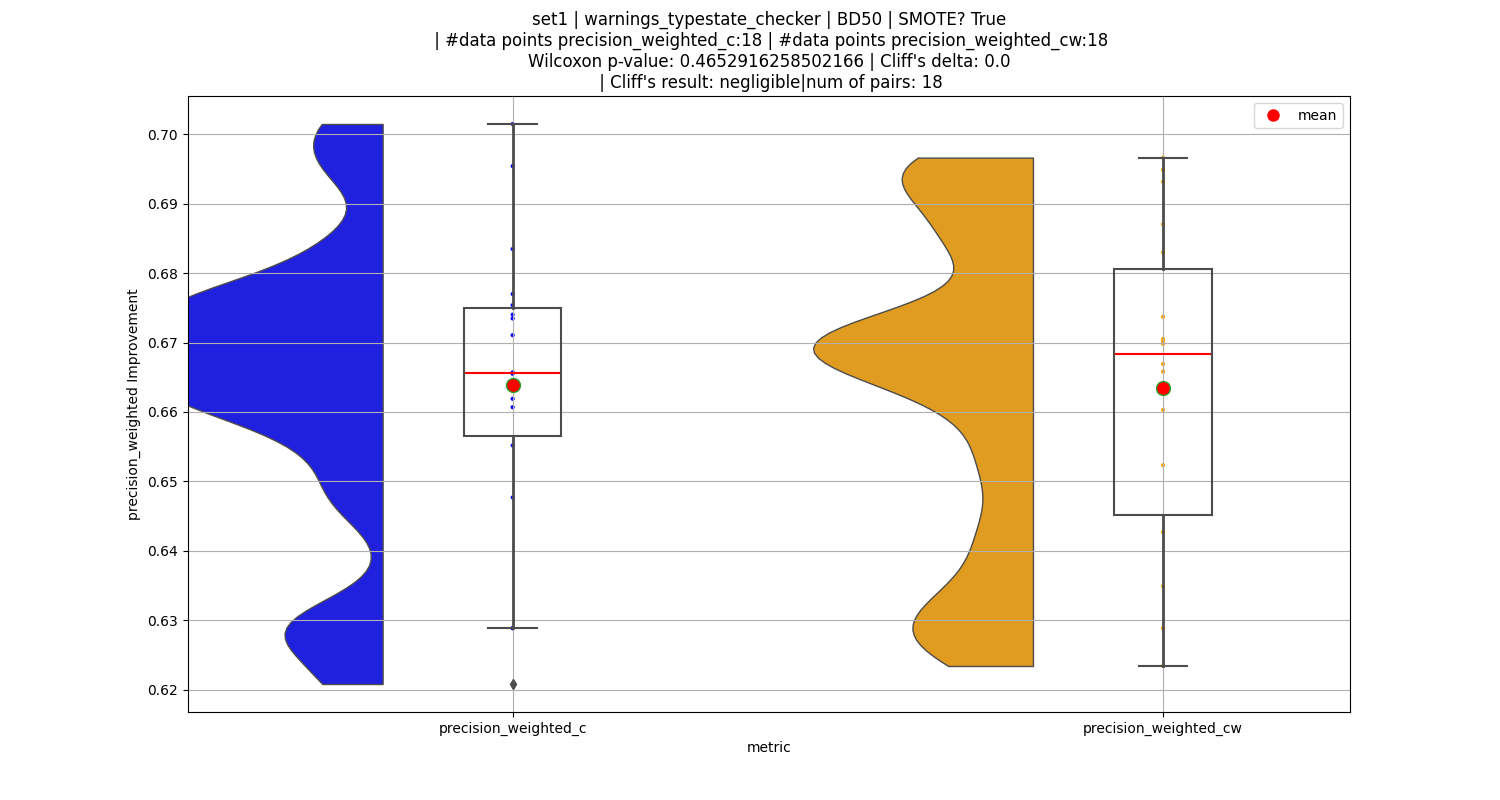 set1 | warnings_typestate_checker | BD50 | SMOTE? True
| #data points precision_weighted_c:18 | #data points precision_weighted_cw:18
Wilcoxon p-value: 0.4652916258502166 | Cliff's delta: 0.0
| Cliff's result: negligible|num of pairs: 18
mean
0.70
0.69
0.68
0.67
0.66
0.65
0.64
0.63
0.62
precision_weighted Improvement
precision_weighted_c
precision_weighted_cw
metric